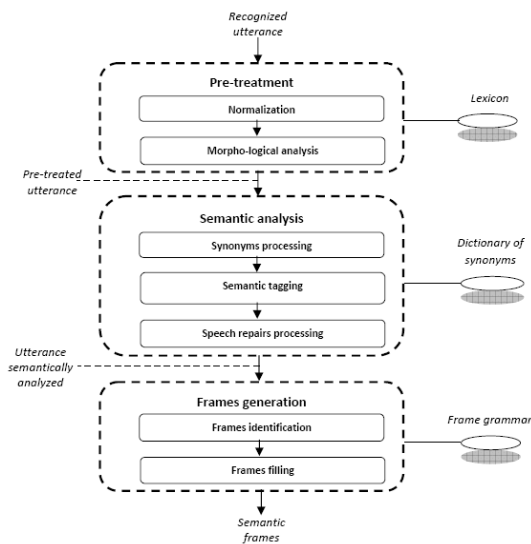 Recognized
utterance
Pre-treatment
Normalization
Morpho-logical analysis
Lexicon
Pre-treated
utterance
Semantic analysis
Synonyms processing
Semantic tagging
Speech repairs processing
Dictionary of
synonyms
Utterance
semantically
analyzed
Frames generation
Frames identification
Frames filling
Frame grammar
Semantic
frames